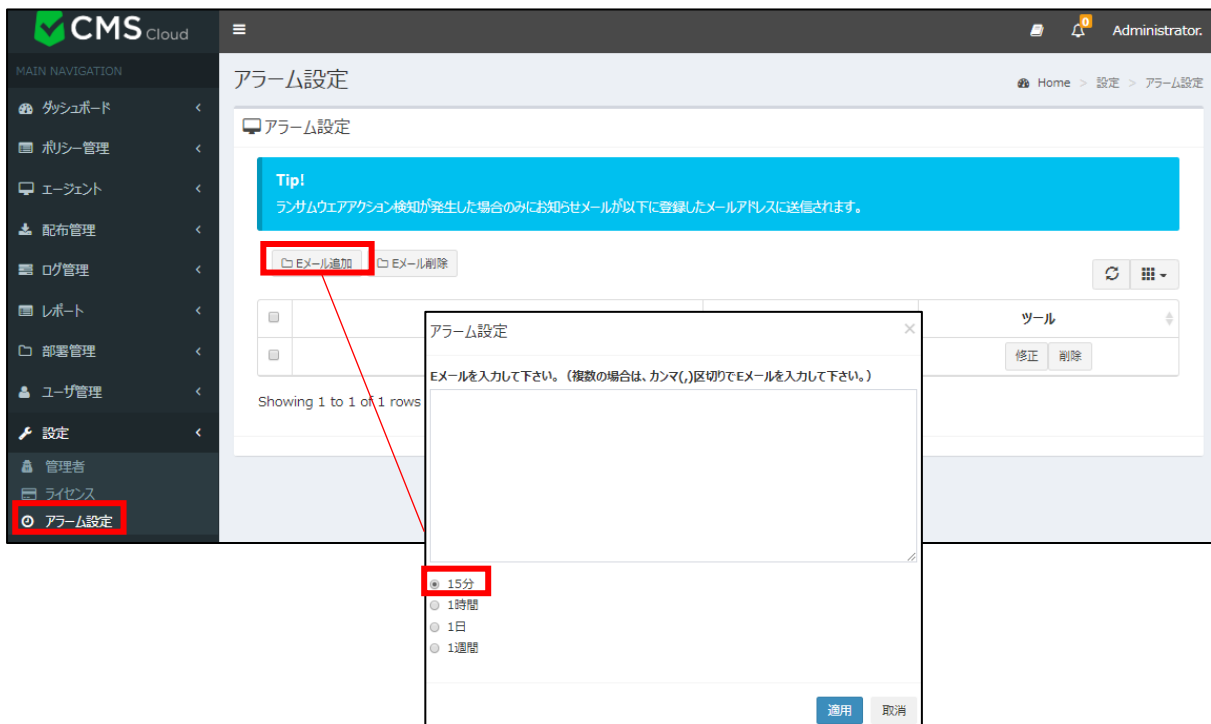 CMS Cloud
0
Administrator.
MAIN NAVIGATION
ダッシュボード
ポリシー管理
エージェント
配布管理
ログ管理
レポート
部署管理
ユーザ管理
設定
管理者
ライセンス
アラーム設定
アラーム設定
Home > 設定 > アラーム設定
アラーム設定
Tip!
ランサムウェアアクション検知が発生した場合のみにお知らせメールが以下に登録したメールアドレスに送信されます。
Eメール追加 Eメール削除
ツール
修正 削除
Showing 1 to 1 of 1 rows
アラーム設定
×
Eメールを入力して下さい。（複数の場合は、カンマ(,)区切りでEメールを入力して下さい。）
15分
1時間
1日
1週間
適用 取消